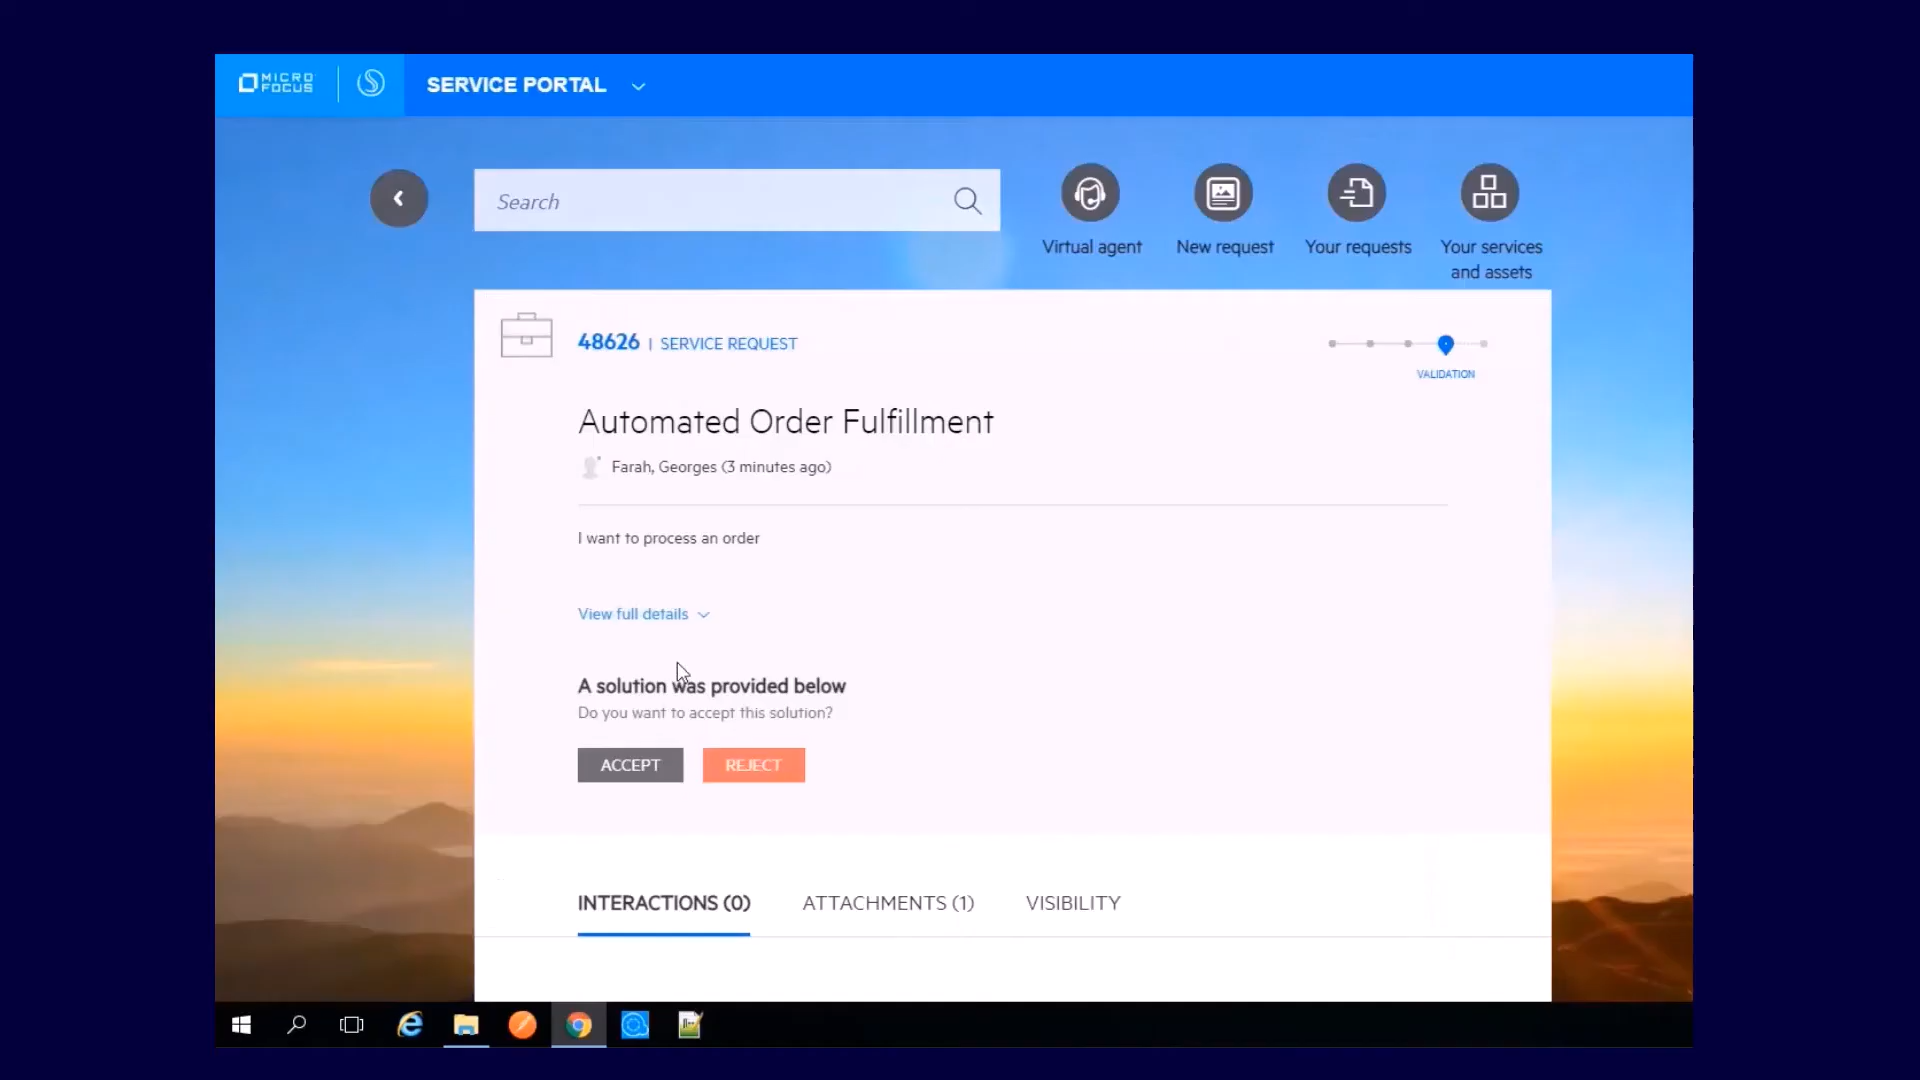 MICRO FOCUS
SERVICE PORTAL
Search
Virtual agent
New request
Your requests
Your services
and assets
48626 | SERVICE REQUEST
VALIDATION
Automated Order Fulfillment
Farah, Georges (3 minutes ago)
I want to process an order
View full details
A solution was provided below
Do you want to accept this solution?
ACCEPT
REJECT
INTERACTIONS (0)
ATTACHMENTS (1)
VISIBILITY